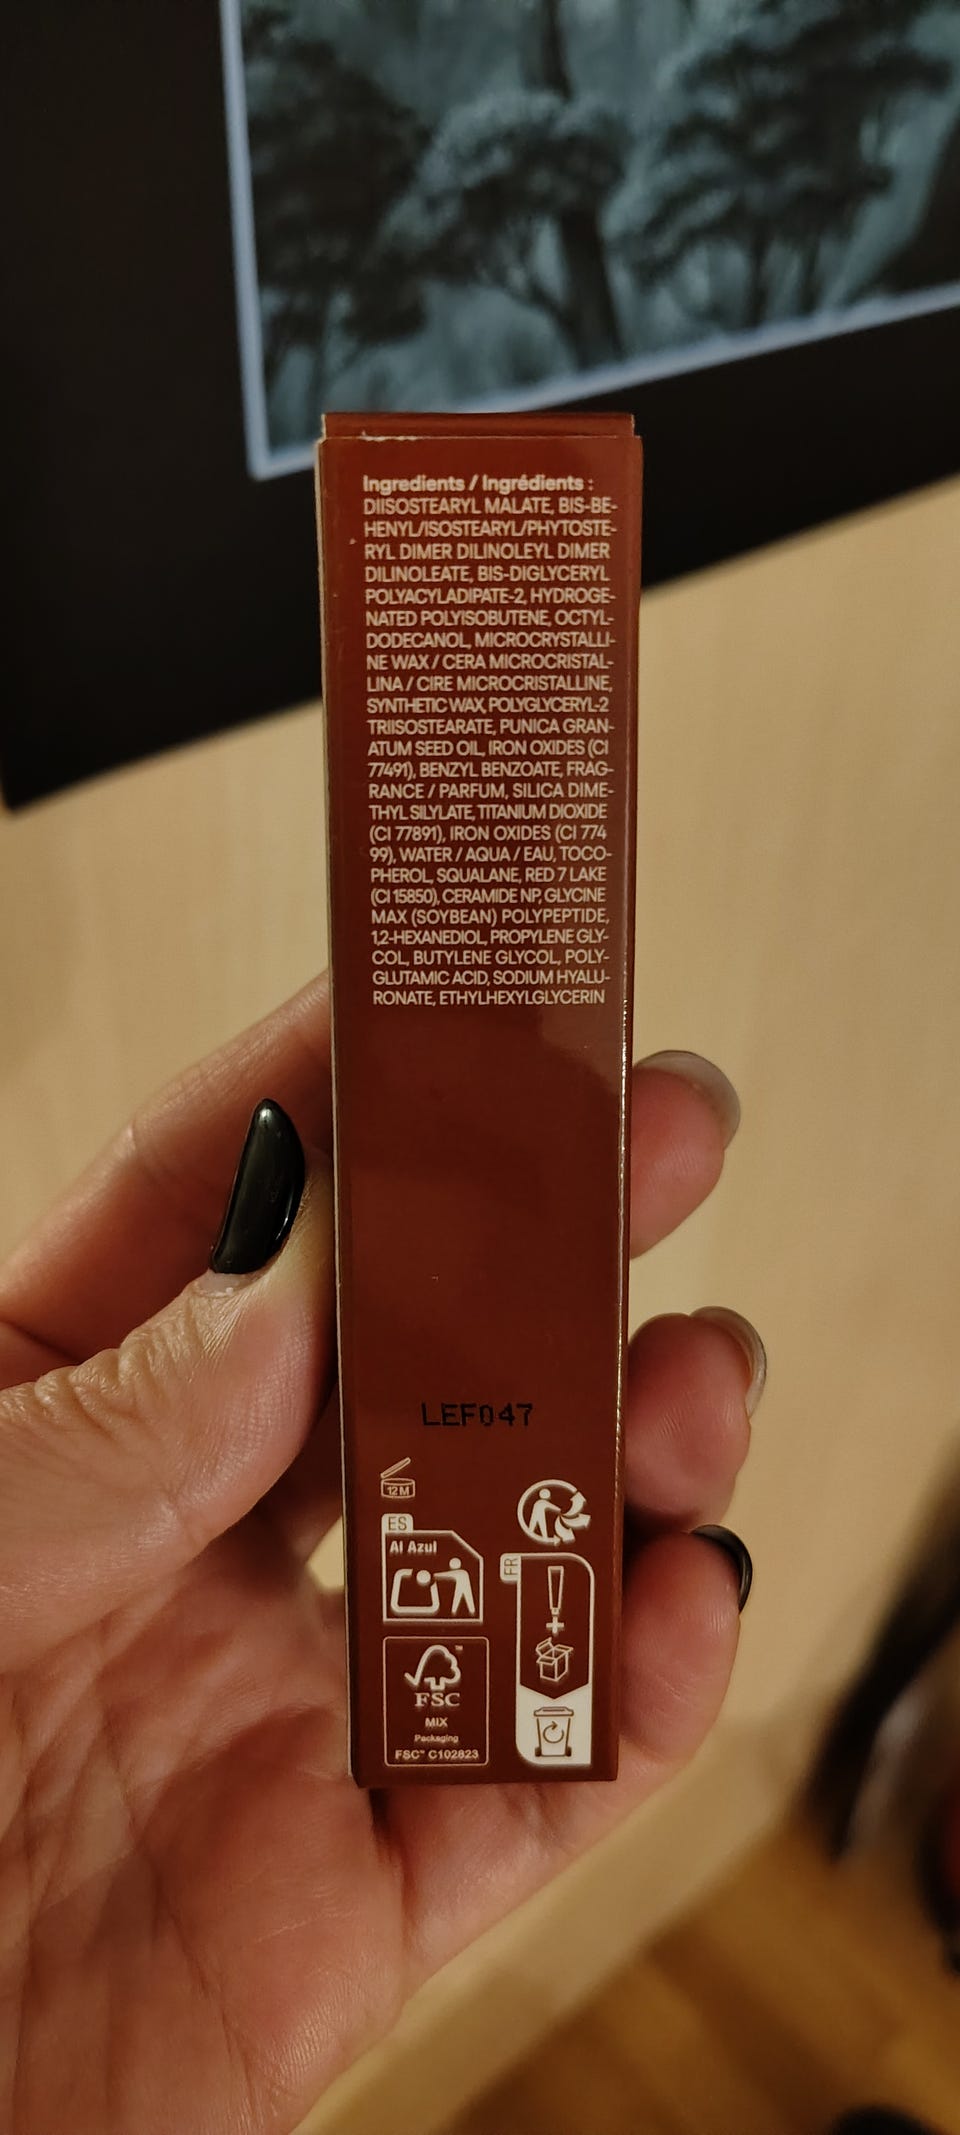 Ingredients / Ingrédients :
DIISOSTEARYL MALATE, BIS-BE-
HENYL/ISOSTEARYL/PHYTOSTE-
RYL DIMER DILINOLEYL DIMER
DILINOLEATE, BIS-DIGLYCERYL
POLYACYLADIPATE-2, HYDROGE-
NATED POLYISOBUTENE, OCTYL-
DODECANOL, MICROCRYSTALLI-
NE WAX / CERA MICROCRISTAL-
LINA / CIRE MICROCRISTALLINE,
SYNTHETIC WAX, POLYGLYCERYL-2
TRIISOSTEARATE, PUNICA GRAN-
ATUM SEED OIL, IRON OXIDES (CI
77491), BENZYL BENZOATE, FRAG-
RANCE / PARFUM, SILICA DIME-
THYL SILYLATE, TITANIUM DIOXIDE
(CI 77891), IRON OXIDES (CI 774
99), WATER / AQUA / EAU, TOCO-
PHEROL, SQUALANE, RED 7 LAKE
(CI 15850), CERAMIDE NP, GLYCINE
MAX (SOYBEAN) POLYPEPTIDE,
1,2-HEXANEDIOL, PROPYLENE GLY-
COL, BUTYLENE GLYCOL, POLY-
GLUTAMIC ACID, SODIUM HYALU-
RONATE, ETHYLHEXYLGLYCERIN
LEF047
12M
ES
Al Azul
FR
FSC™
MIX
Packaging
FSC™ C102823